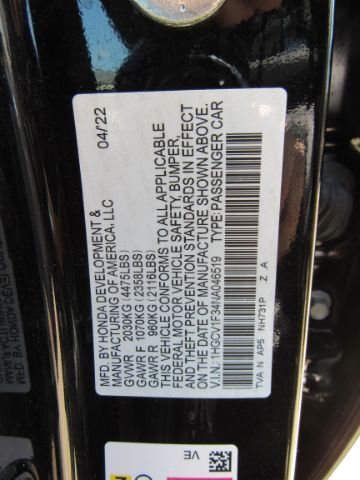 MFD BY HONDA DEVELOPMENT & 04/22
MANUFACTURING OF AMERICA, LLC
GVWR 2030KG (4475LBS)
GAWR F 1070KG (2358LBS)
GAWR R 960KG (2116LBS)
THIS VEHICLE CONFORMS TO ALL APPLICABLE
FEDERAL MOTOR VEHICLE SAFETY, BUMPER,
AND THEFT PREVENTION STANDARDS IN EFFECT
ON THE DATE OF MANUFACTURE SHOWN ABOVE.
V.I.N.:1HGCV1F34NA046519 TYPE:PASSENGER CAR
TVA N AP5 NH731P Z A
VE